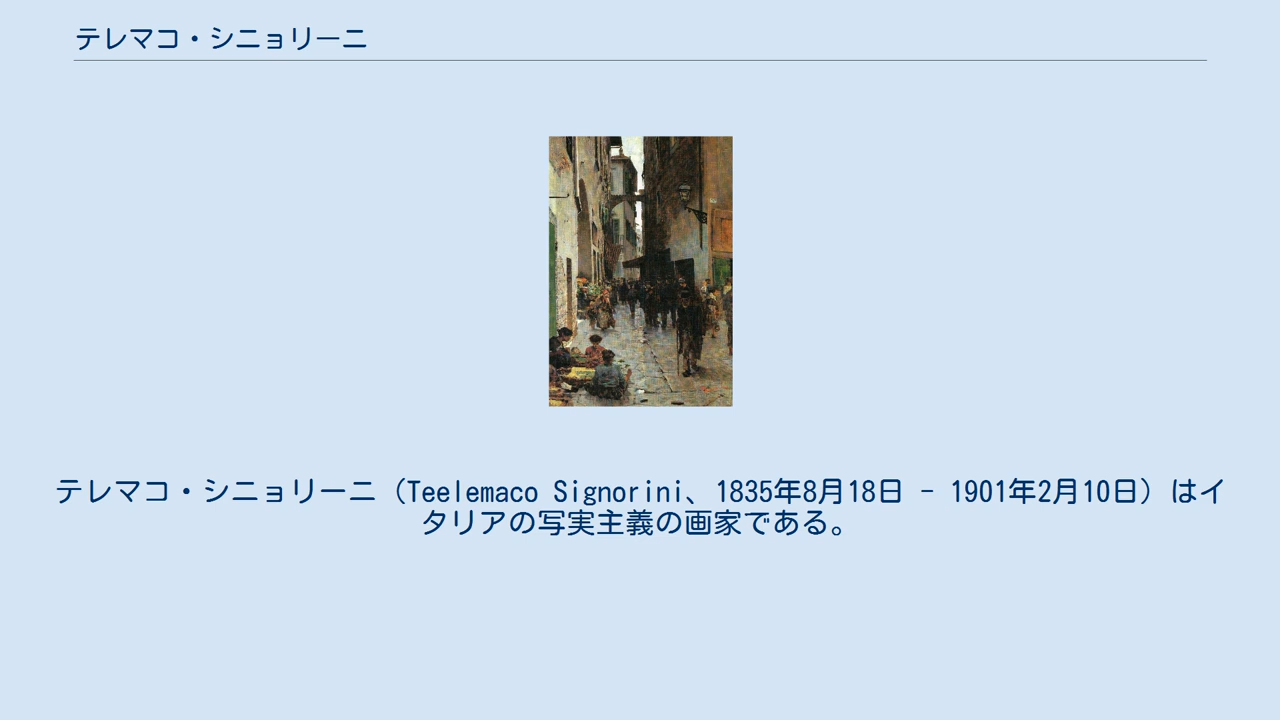 テレマコ・シニョリーニ
テレマコ・シニョリーニ（Teelemaco Signorini、1835年8月18日 - 1901年2月10日）はイ
タリアの写実主義の画家である。